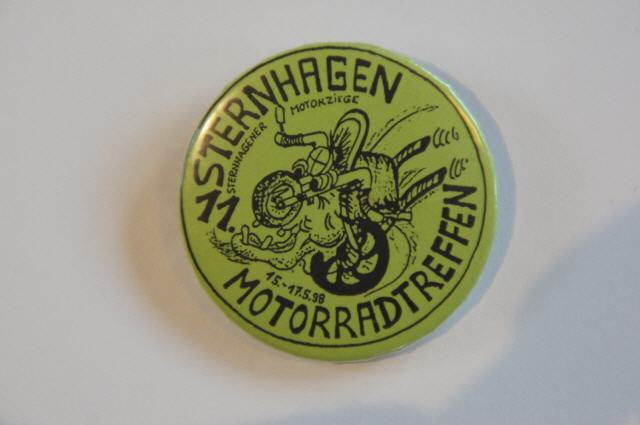 STERNHAGEN
STERNHAGENER MOTORZIEGE
11.
15.-17.5.98
MOTORRADTREFFEN